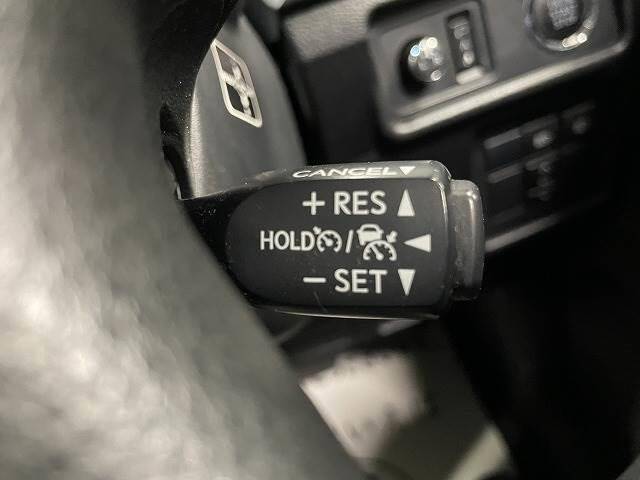 CANCEL▼
+ RES ▲
HOLD / ◀
− SET ▼